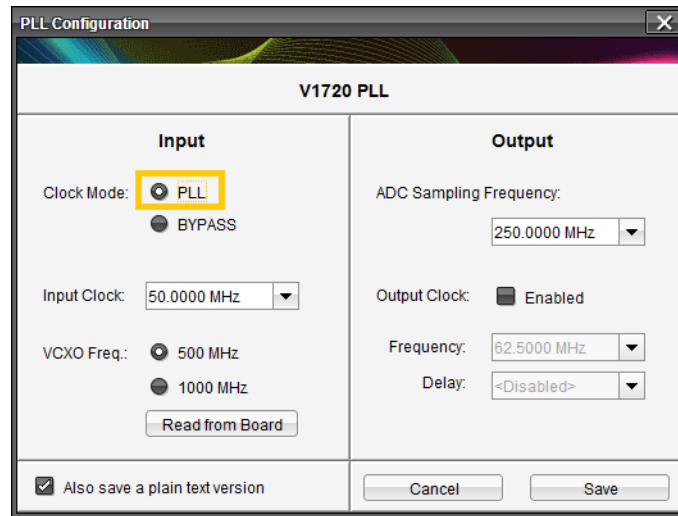 PLL Configuration
V1720 PLL
Input
Clock Mode: PLL
BYPASS
Input Clock: 50.0000 MHz
VCXO Freq.: 500 MHz
1000 MHz
Read from Board
Output
ADC Sampling Frequency:
250.0000 MHz
Output Clock: Enabled
Frequency: 62.5000 MHz
Delay: <Disabled>
Also save a plain text version
Cancel Save